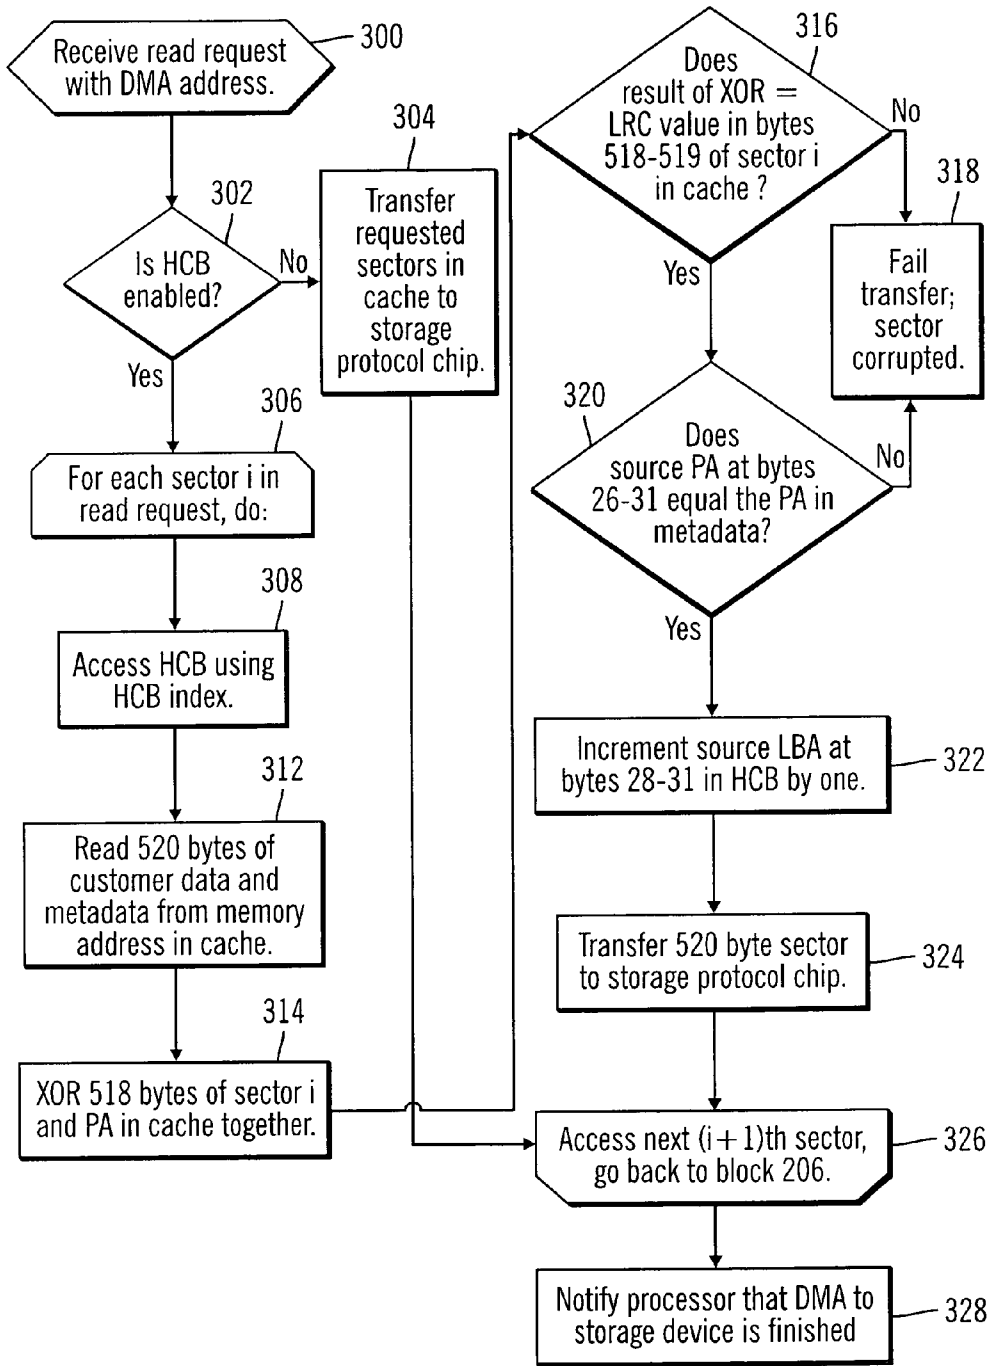 Receive read request
with DMA address.
300
302
Is HCB
enabled?
No
Yes
304
Transfer
requested
sectors in
cache to
storage
protocol chip.
306
For each sector i in
read request, do:
308
Access HCB using
HCB index.
312
Read 520 bytes of
customer data and
metadata from memory
address in cache.
314
XOR 518 bytes of sector i
and PA in cache together.
316
Does
result of XOR =
LRC value in bytes
518-519 of sector i
in cache ?
No
Yes
318
Fail
transfer;
sector
corrupted.
320
Does
source PA at bytes
26-31 equal the PA in
metadata?
No
Yes
Increment source LBA at
bytes 28-31 in HCB by one.
322
Transfer 520 byte sector
to storage protocol chip.
324
Access next (i+1)th sector,
go back to block 206.
326
Notify processor that DMA to
storage device is finished
328